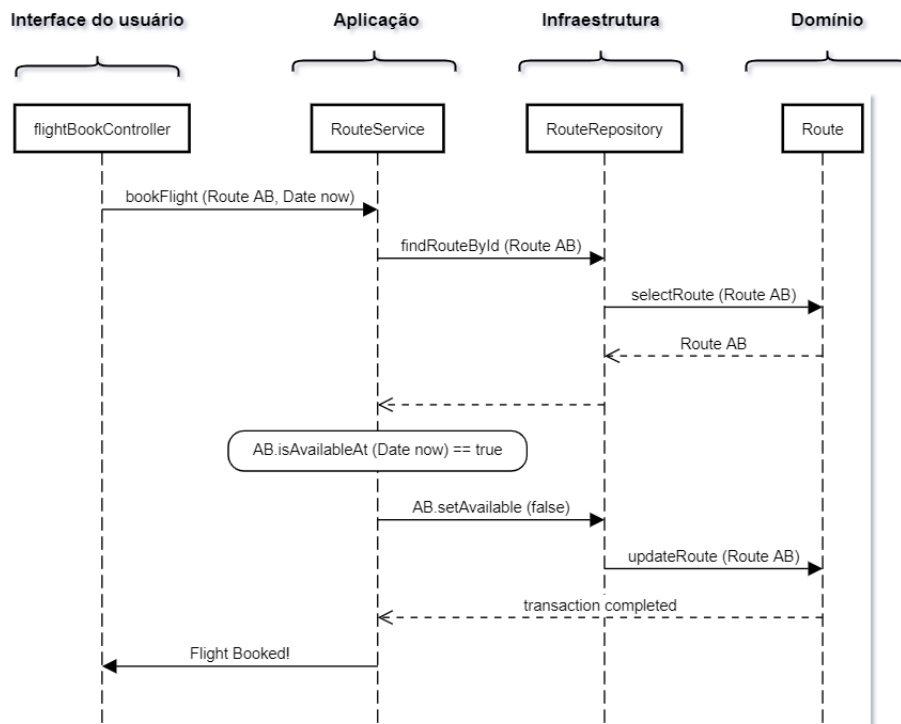 Interface do usuário
Aplicação
Infraestrutura
Domínio
flightBookController
RouteService
RouteRepository
Route
bookFlight (Route AB, Date now)
findRouteById (Route AB)
selectRoute (Route AB)
Route AB
AB.isAvailableAt (Date now) == true
AB.setAvailable (false)
updateRoute (Route AB)
transaction completed
Flight Booked!